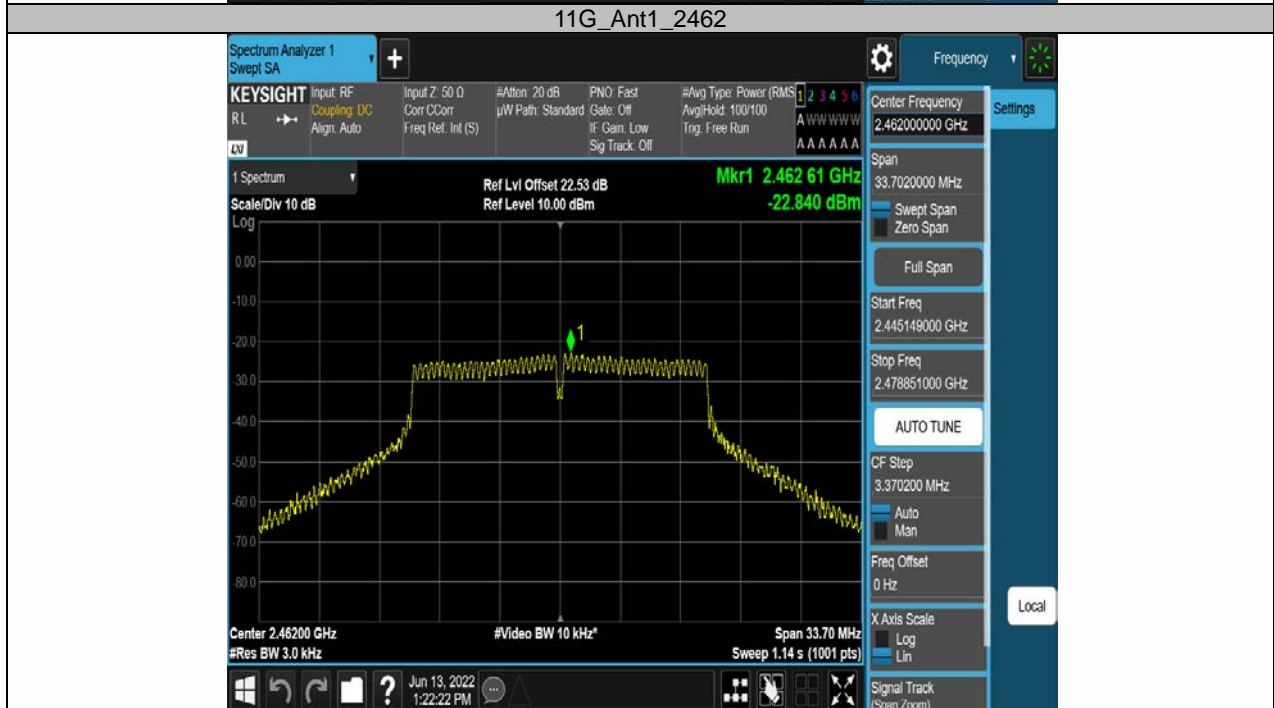 11G_Ant1_2462
Spectrum Analyzer 1
Swept SA
+
Frequency
KEYSIGHT
RL
LV
Input: RF
Coupling: DC
Align: Auto
Input Z: 50 Ω
Corr CCorr
Freq Ref: Int (S)
#Atten: 20 dB
µW Path: Standard
PNO: Fast
Gate: Off
IF Gain: Low
Sig Track: Off
#Avg Type: Power (RMS
Avg|Hold: 100/100
Trig: Free Run
1 2 3 4 5 6
A W W W W W
A A A A A A
1 Spectrum
Scale/Div 10 dB
Log
Ref Lvl Offset 22.53 dB
Ref Level 10.00 dBm
Mkr1 2.462 61 GHz
-22.840 dBm
0.00
-10.0
-20.0
-30.0
-40.0
-50.0
-60.0
-70.0
-80.0
1
Center 2.46200 GHz
#Res BW 3.0 kHz
#Video BW 10 kHz*
Span 33.70 MHz
Sweep 1.14 s (1001 pts)
Center Frequency
2.462000000 GHz
Settings
Span
33.7020000 MHz
Swept Span
Zero Span
Full Span
Start Freq
2.445149000 GHz
Stop Freq
2.478851000 GHz
AUTO TUNE
CF Step
3.370200 MHz
Auto
Man
Freq Offset
0 Hz
X Axis Scale
Log
Lin
Local
Signal Track
(Span Zoom)
?
Jun 13, 2022
1:22:22 PM